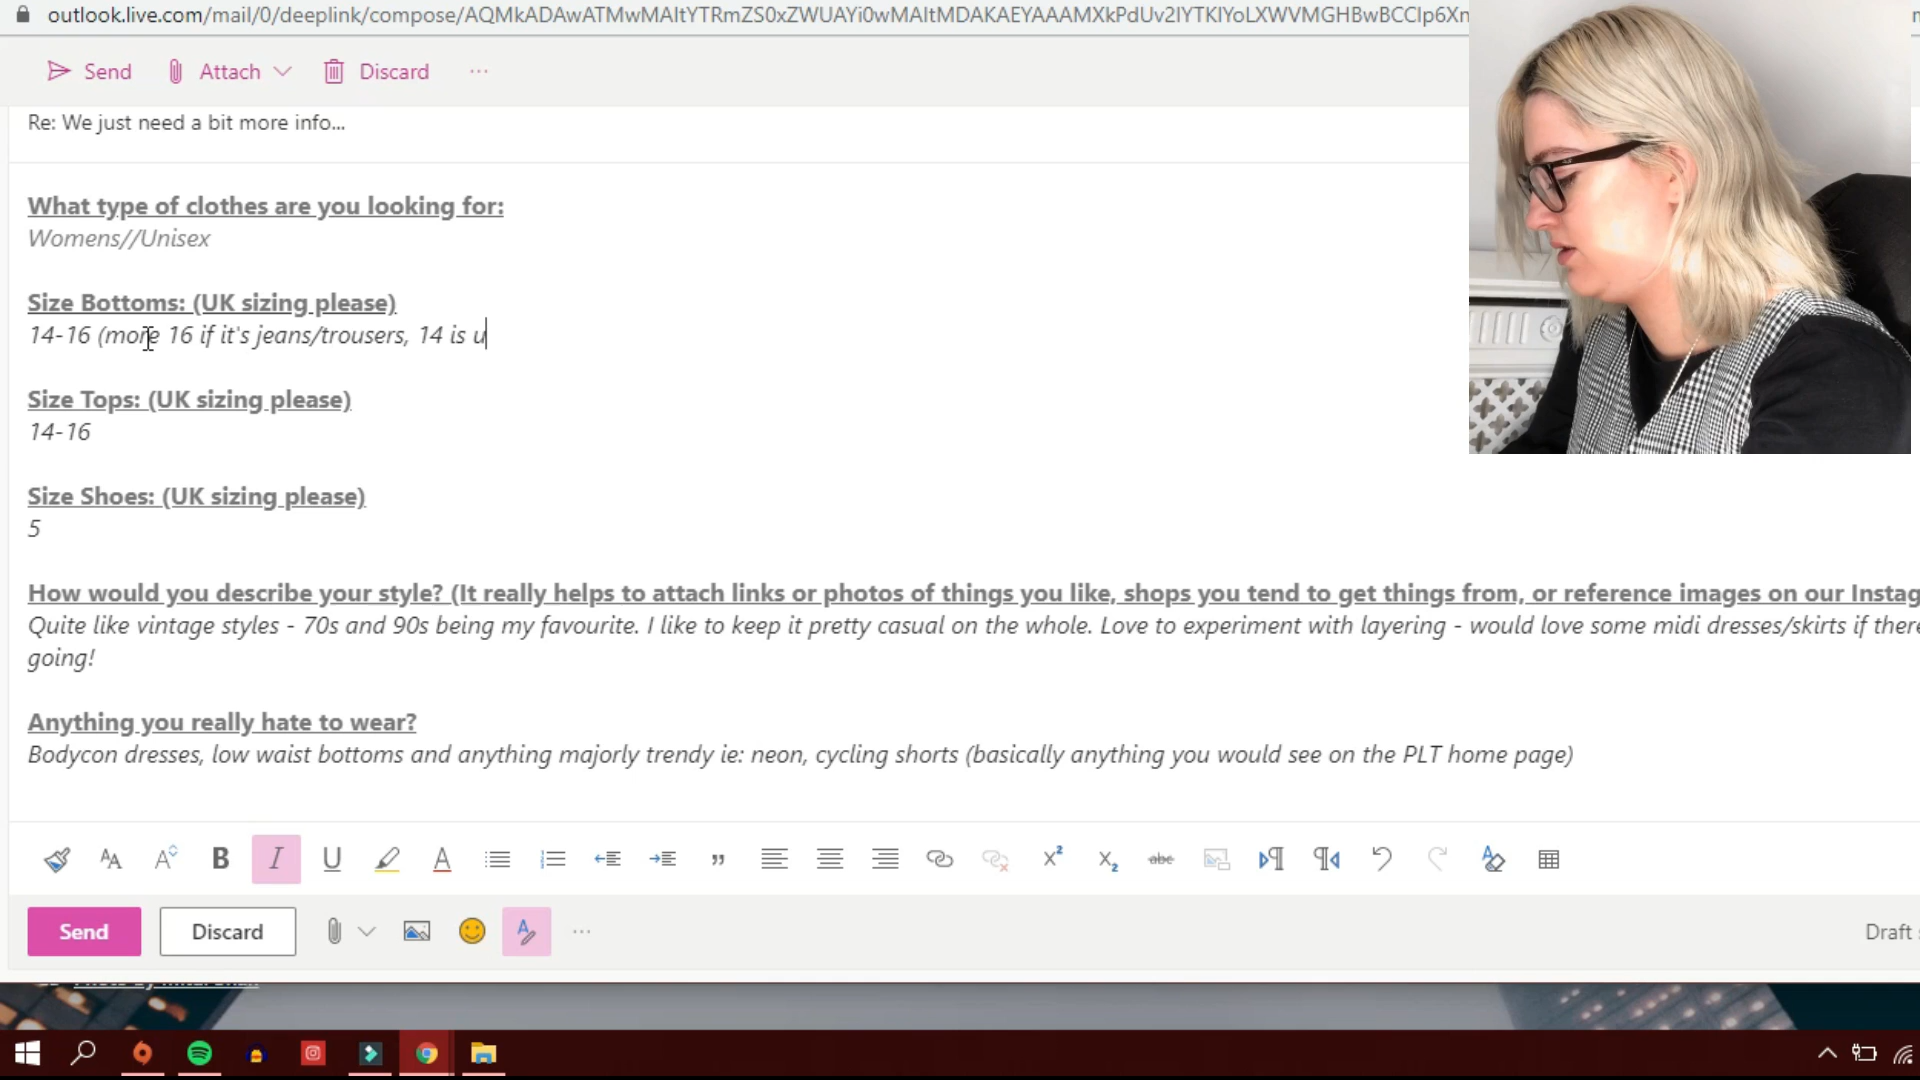 outlook.live.com/mail/0/deeplink/compose/
Send Attach Discard
Re: We just need a bit more info...
What type of clothes are you looking for:
Womens//Unisex
Size Bottoms: (UK sizing please)
14-16 (more 16 if it's jeans/trousers, 14 is u
Size Tops: (UK sizing please)
14-16
Size Shoes: (UK sizing please)
5
How would you describe your style? (It really helps to attach links or photos of things you like, shops you tend to get things from, or reference images on our Instag
Quite like vintage styles - 70s and 90s being my favourite. I like to keep it pretty casual on the whole. Love to experiment with layering - would love some midi dresses/skirts if there
going!
Anything you really hate to wear?
Bodycon dresses, low waist bottoms and anything majorly trendy ie: neon, cycling shorts (basically anything you would see on the PLT home page)
Send Discard Draft